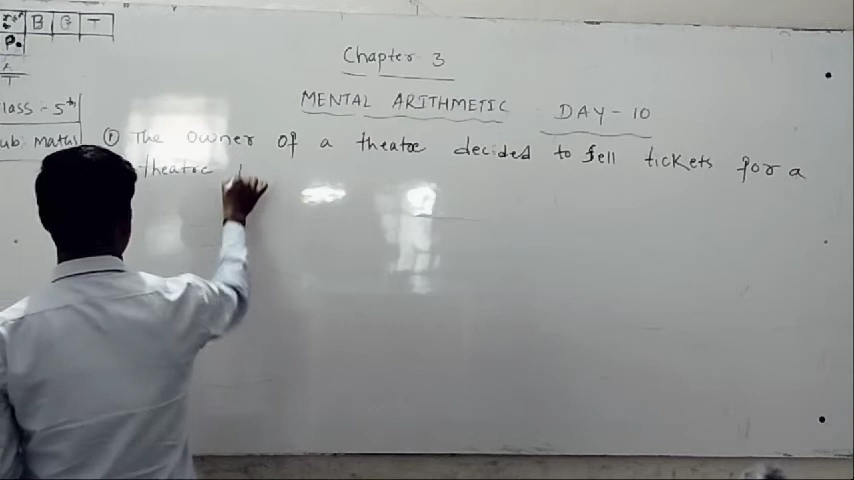 B G T
P.
Chapter 3
Class :- 5th
MENTAL ARITHMETIC DAY - 10
Sub: maths
① The owner of a theatre decided to sell tickets for a
theatre